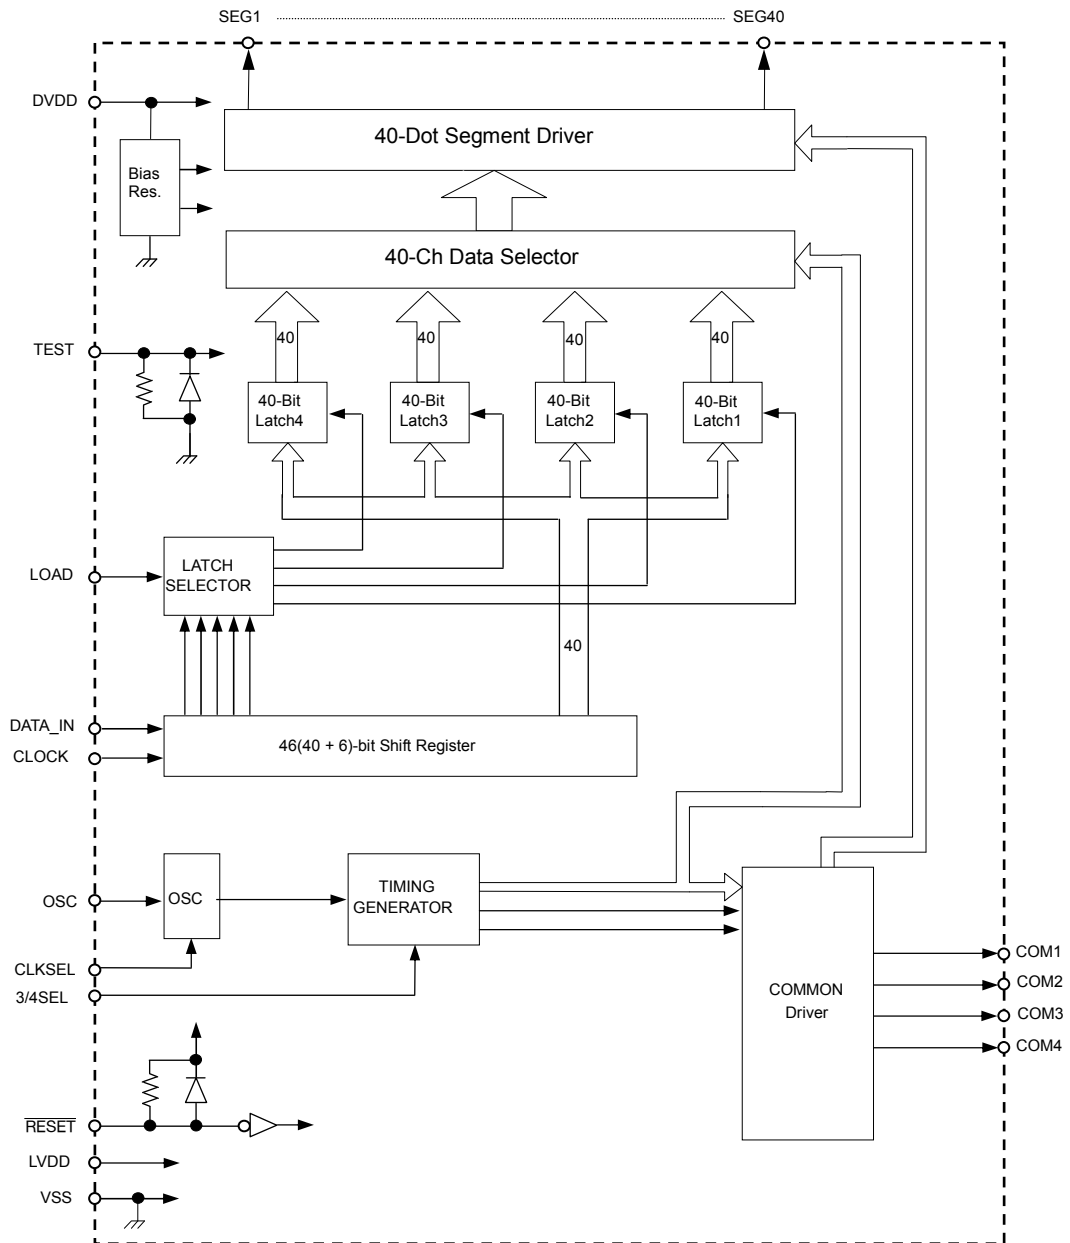 SEG1 SEG40
DVDD
40-Dot Segment Driver
Bias
Res.
40-Ch Data Selector
40 40 40 40
TEST
40-Bit
Latch4
40-Bit
Latch3
40-Bit
Latch2
40-Bit
Latch1
LOAD
LATCH
SELECTOR
40
DATA_IN
CLOCK
46(40 + 6)-bit Shift Register
OSC
OSC
TIMING
GENERATOR
CLKSEL
3/4SEL
COMMON
Driver
COM1
COM2
COM3
COM4
RESET
LVDD
VSS